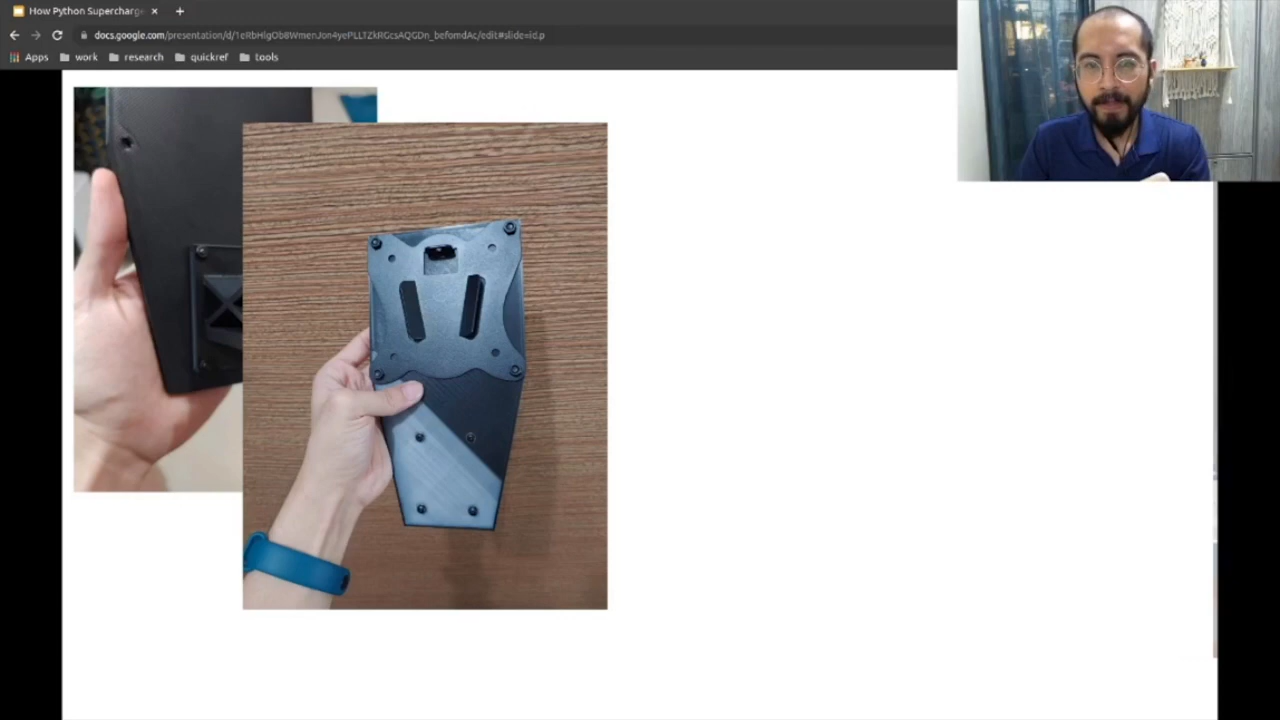 How Python Supercharge
docs.google.com/presentation/d/1eRbHlgOb8WmenJon4yePLLTZkRGcsAQGDn_befomdAc/edit#slide=id.p
Apps
work
research
quickref
tools